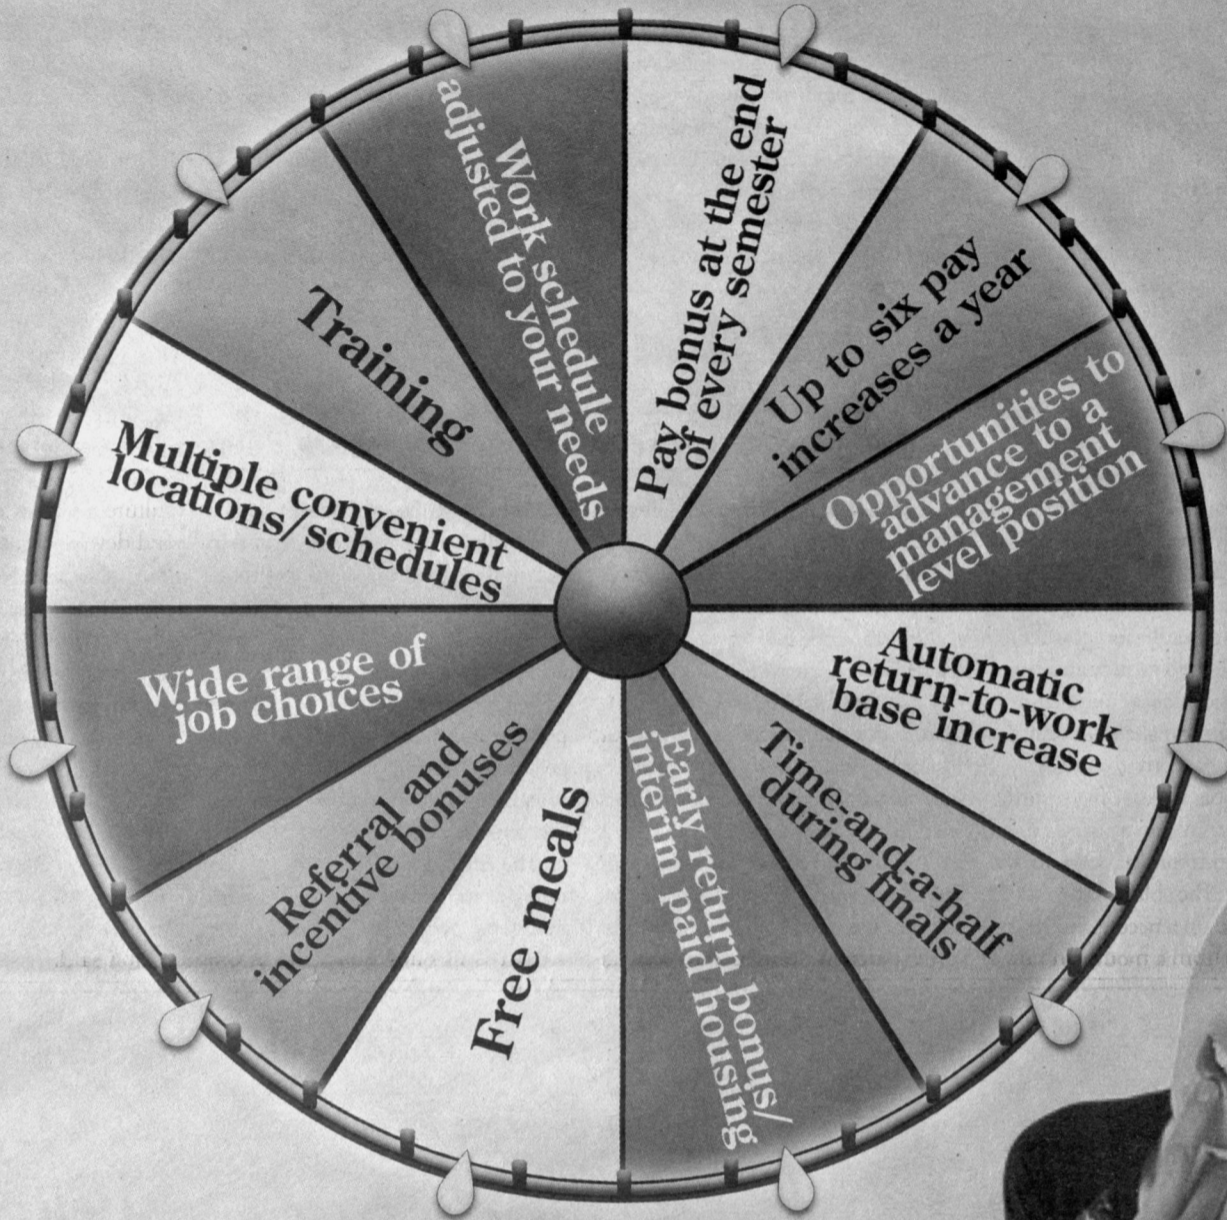 Pay bonus at the end
of every semester
Up to six pay
increases a year
Opportunities to
advance to a
management
level position
Automatic
return-to-work
base increase
Time-and-a-half
during finals
Early return bonus/
interim paid housing
Free meals
Referral and
incentive bonuses
Wide range of
job choices
Multiple convenient
locations/schedules
Training
Work schedule
adjusted to your needs